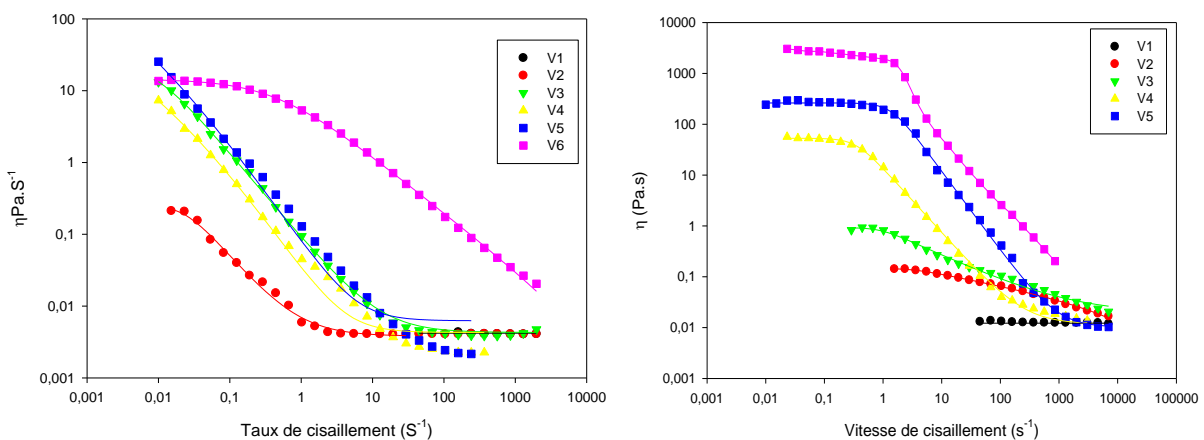 100
10
1
0,1
0,01
0,001
ηPa.S⁻¹
0,001 0,01 0,1 1 10 100 1000 10000
Taux de cisaillement (S⁻¹)
V1
V2
V3
V4
V5
V6
10000
1000
100
10
1
0,1
0,01
0,001
η (Pa.s)
0,001 0,01 0,1 1 10 100 1000 10000 100000
Vitesse de cisaillement (s⁻¹)
V1
V2
V3
V4
V5